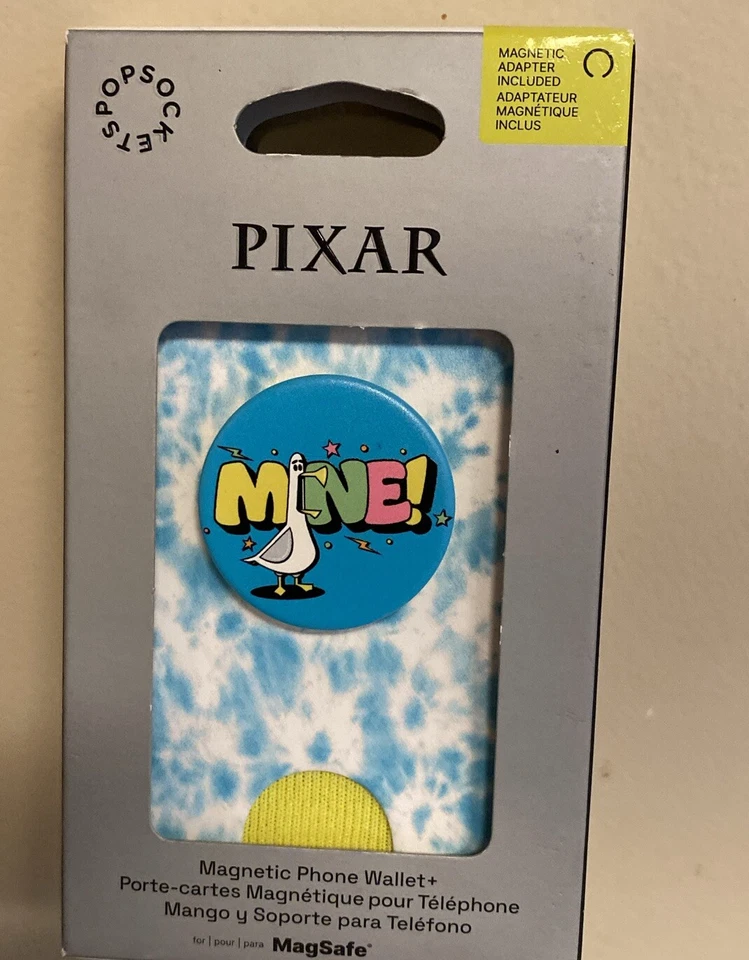 POPSOCKETS
MAGNETIC
ADAPTER
INCLUDED
ADAPTATEUR
MAGNÉTIQUE
INCLUS
PIXAR
MINE!
Magnetic Phone Wallet+
Porte-cartes Magnétique pour Téléphone
Mango y Soporte para Teléfono
for | pour | para MagSafe®